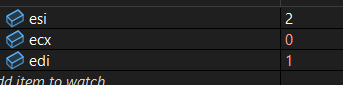 esi 2
ecx 0
edi 1
dd item to watch